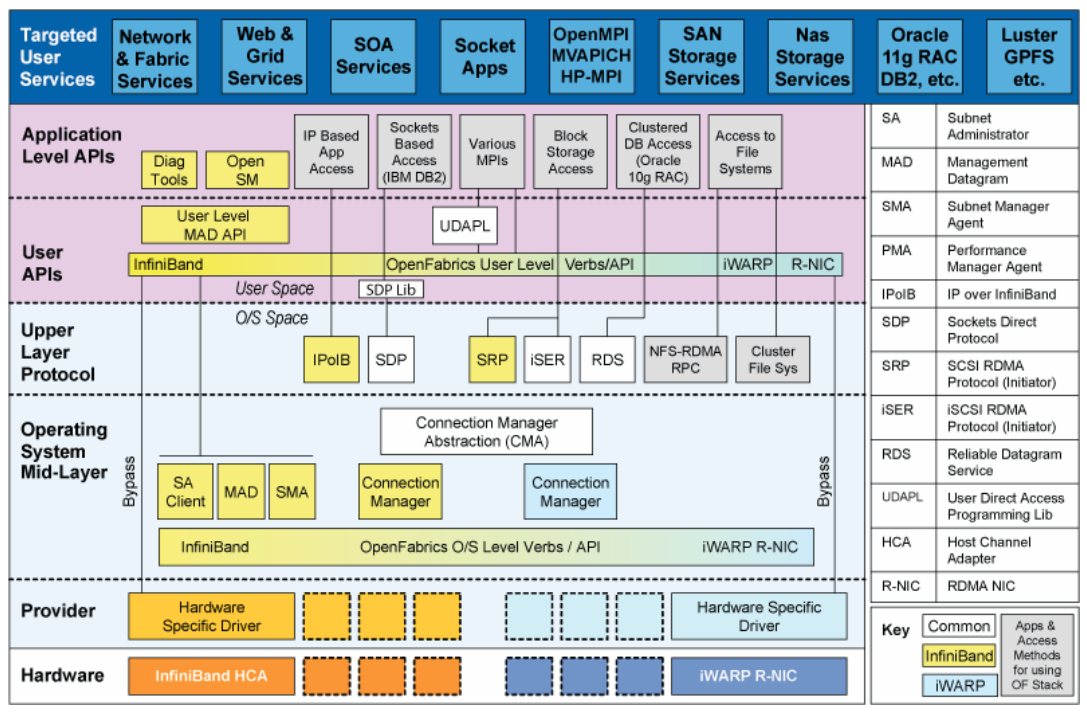 Targeted
User
Services
Network
& Fabric
Services
Web &
Grid
Services
SOA
Services
Socket
Apps
OpenMPI
MVAPICH
HP-MPI
SAN
Storage
Services
Nas
Storage
Services
Oracle
11g RAC
DB2, etc.
Luster
GPFS
etc.
Application
Level APIs
Diag
Tools
Open
SM
IP Based
App
Access
Sockets
Based
Access
(IBM DB2)
Various
MPIs
Block
Storage
Access
Clustered
DB Access
(Oracle
10g RAC)
Access to
File
Systems
User
APIs
User Level
MAD API
UDAPL
InfiniBand OpenFabrics User Level Verbs/API iWARP R-NIC
User Space
SDP Lib
O/S Space
Upper
Layer
Protocol
IPoIB
SDP
SRP
iSER
RDS
NFS-RDMA
RPC
Cluster
File Sys
Operating
System
Mid-Layer
Bypass
Connection Manager
Abstraction (CMA)
SA
Client
MAD
SMA
Connection
Manager
Connection
Manager
Bypass
InfiniBand OpenFabrics O/S Level Verbs / API iWARP R-NIC
Provider
Hardware
Specific Driver
Hardware Specific
Driver
Hardware
InfiniBand HCA
iWARP R-NIC
SA Subnet
Administrator
MAD Management
Datagram
SMA Subnet Manager
Agent
PMA Performance
Manager Agent
IPoIB IP over InfiniBand
SDP Sockets Direct
Protocol
SRP SCSI RDMA
Protocol (Initiator)
iSER iSCSI RDMA
Protocol (Initiator)
RDS Reliable Datagram
Service
UDAPL User Direct Access
Programming Lib
HCA Host Channel
Adapter
R-NIC RDMA NIC
Key
Common
InfiniBand
iWARP
Apps &
Access
Methods
for using
OF Stack